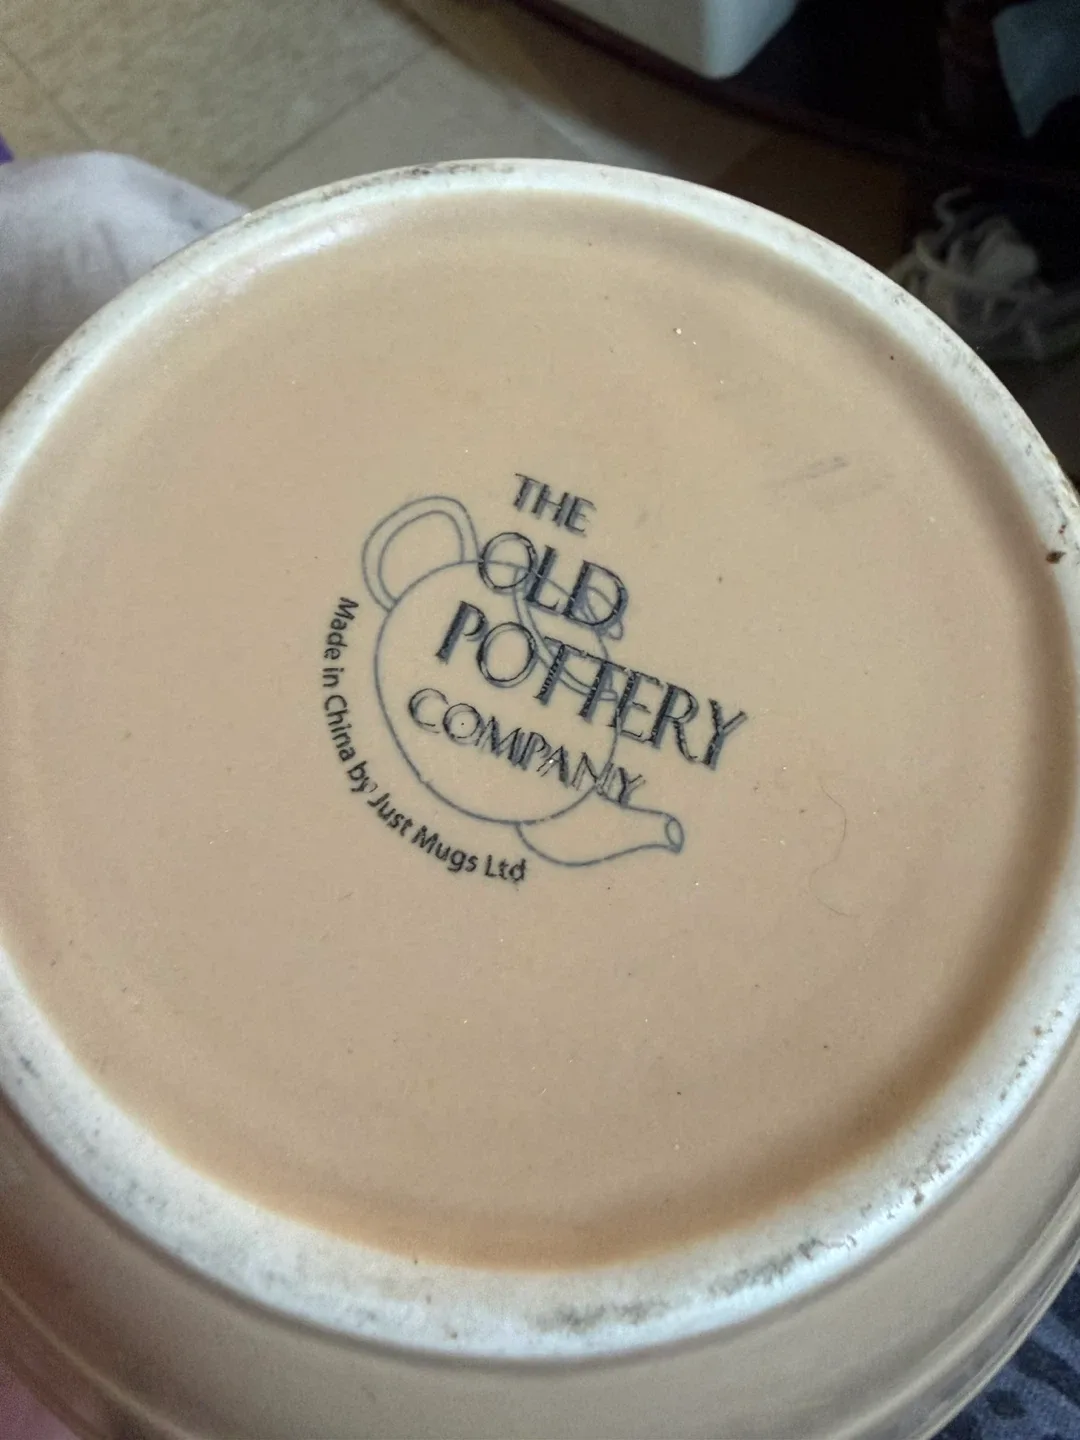 THE
OLD
POTTERY
COMPANY
Made in China by Just Mugs Ltd